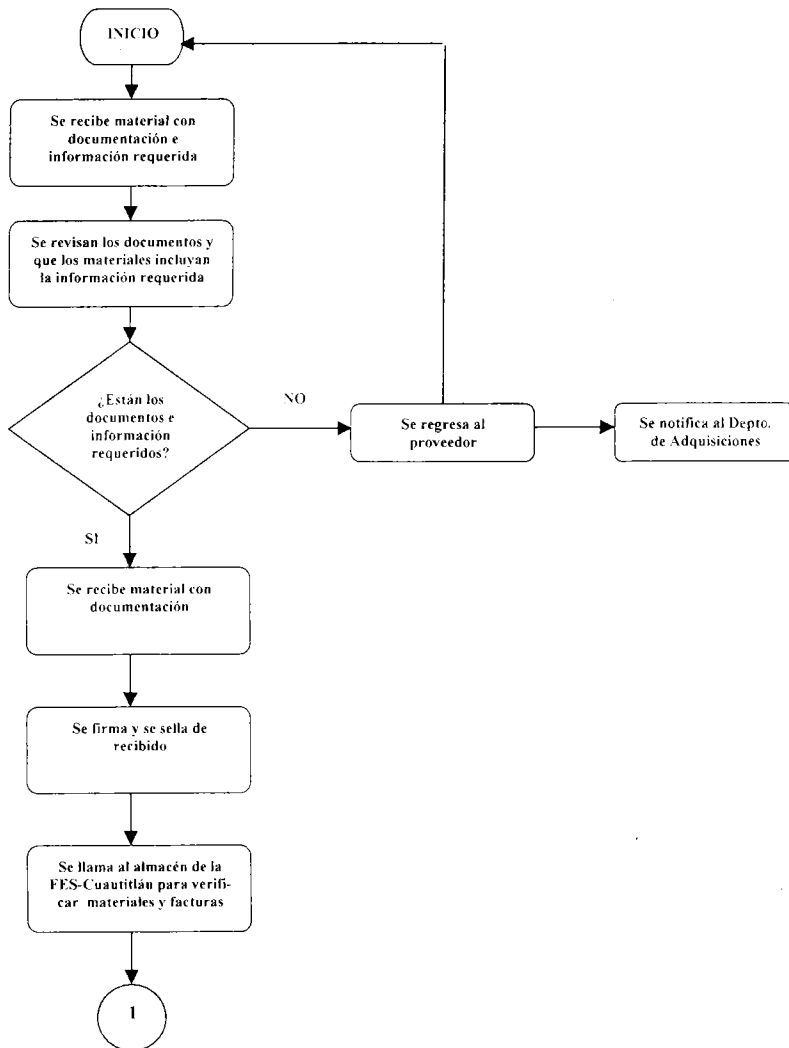 INICIO
Se recibe material con
documentación e
información requerida
Se revisan los documentos y
que los materiales incluyan
la información requerida
¿Están los
documentos e
información
requeridos?
NO
Se regresa al
proveedor
Se notifica al Depto.
de Adquisiciones
SI
Se recibe material con
documentación
Se firma y se sella de
recibido
Se llama al almacén de la
FES-Cuautitlán para verifi-
car materiales y facturas
1